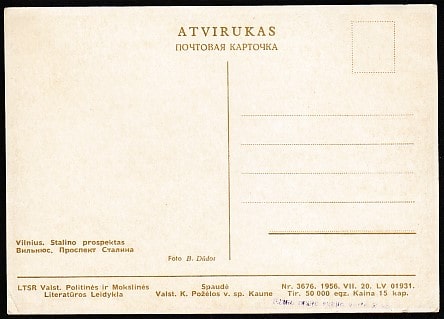 ATVIRUKAS
ПОЧТОВАЯ КАРТОЧКА
Vilnius. Stalino prospektas
Вильнюс. Проспект Сталина
Foto B. Dūdos
LTSR Valst. Politinės ir Mokslinės
Literatūros Leidykla
Spaudė
Valst. K. Poželos v. sp. Kaune
Nr. 3676. 1956. VII. 20. LV 01931.
Tir. 50 000 egz. Kaina 15 kap.